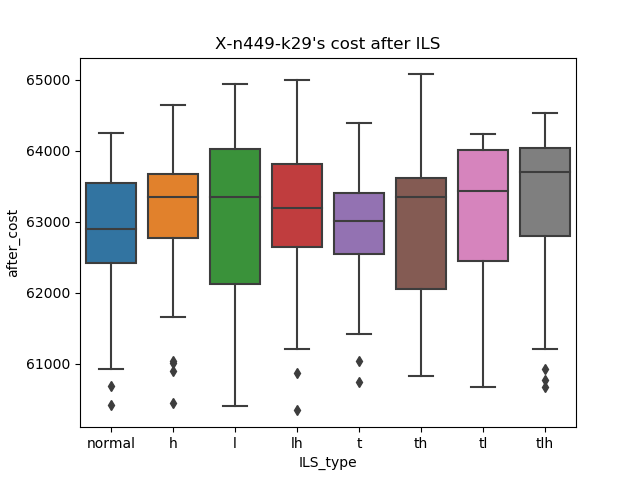 X-n449-k29's cost after ILS
65000
64000
63000
62000
61000
after_cost
normal h l lh t th tl tlh
ILS_type